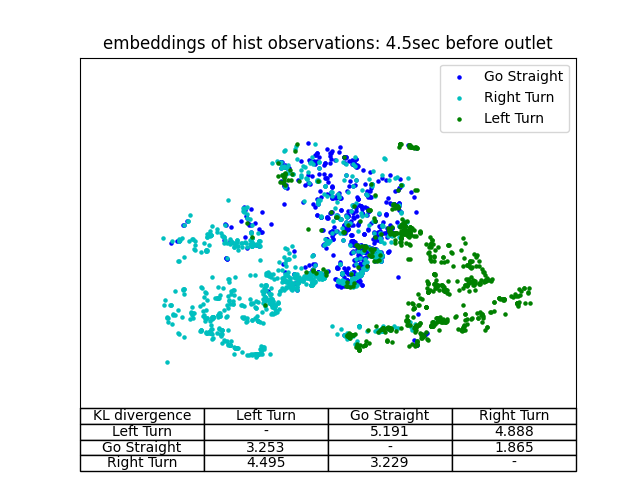 embeddings of hist observations: 4.5sec before outlet
Go Straight
Right Turn
Left Turn
KL divergence Left Turn Go Straight Right Turn
Left Turn - 5.191 4.888
Go Straight 3.253 - 1.865
Right Turn 4.495 3.229 -